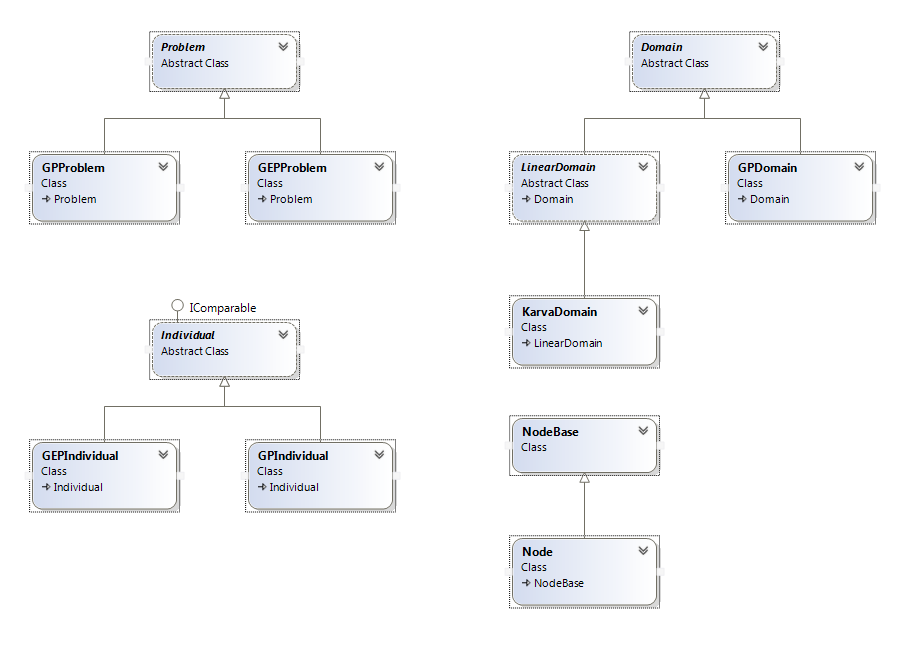 Problem
Abstract Class
Domain
Abstract Class
GPProblem
Class
Problem
GEPProblem
Class
Problem
LinearDomain
Abstract Class
Domain
GPDomain
Class
Domain
IComparable
Individual
Abstract Class
KarvaDomain
Class
LinearDomain
GEPIndividual
Class
Individual
GPIndividual
Class
Individual
NodeBase
Class
Node
Class
NodeBase